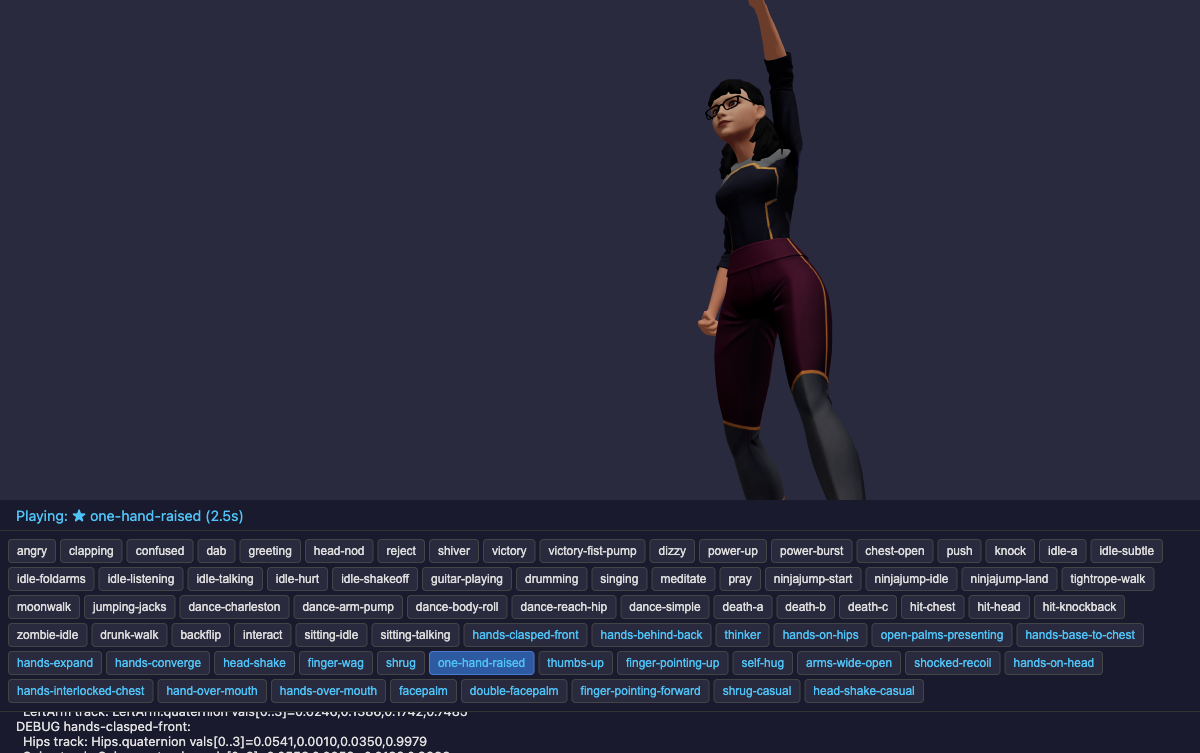 Playing: ★ one-hand-raised (2.5s)
angry clapping confused dab greeting head-nod reject shiver victory victory-fist-pump dizzy power-up power-burst chest-open push knock idle-a idle-subtle
idle-foldarms idle-listening idle-talking idle-hurt idle-shakeoff guitar-playing drumming singing meditate pray ninjajump-start ninjajump-idle ninjajump-land tightrope-walk
moonwalk jumping-jacks dance-charleston dance-arm-pump dance-body-roll dance-reach-hip dance-simple death-a death-b death-c hit-chest hit-head hit-knockback
zombie-idle drunk-walk backflip interact sitting-idle sitting-talking hands-clasped-front hands-behind-back thinker hands-on-hips open-palms-presenting hands-base-to-chest
hands-expand hands-converge head-shake finger-wag shrug one-hand-raised thumbs-up finger-pointing-up self-hug arms-wide-open shocked-recoil hands-on-head
hands-interlocked-chest hand-over-mouth hands-over-mouth facepalm double-facepalm finger-pointing-forward shrug-casual head-shake-casual
LeftArm track: LeftArm.quaternion
DEBUG hands-clasped-front:
Hips track: Hips.quaternion vals[0..3]=0.0541,0.0010,0.0350,0.9979